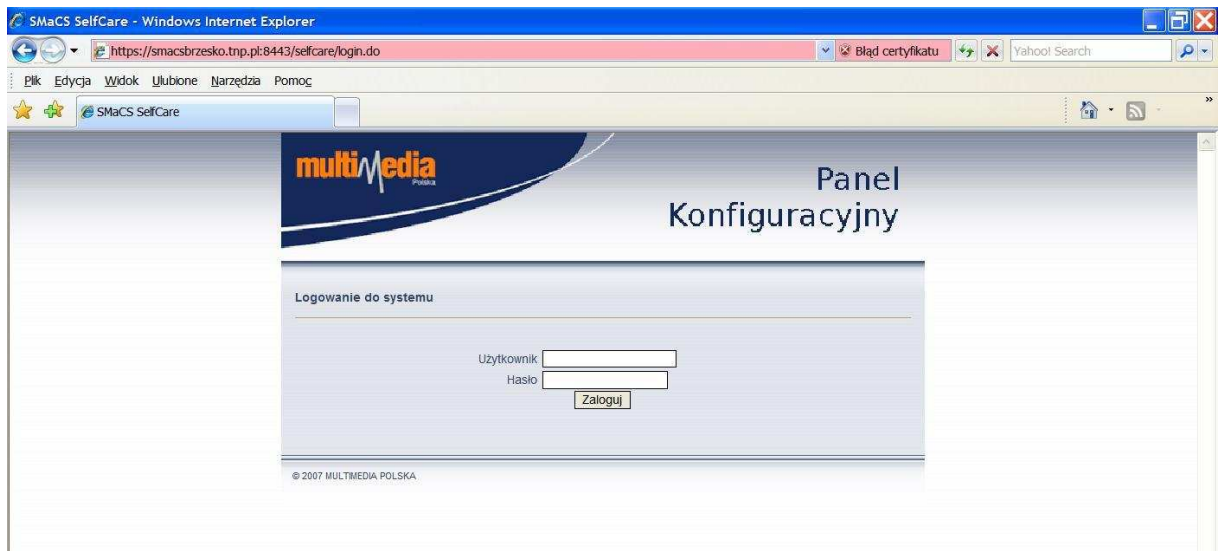 SMaCS SelfCare - Windows Internet Explorer
https://smacsbrzesko.tnp.pl:8443/selfcare/login.do Błąd certyfikatu Yahoo! Search
Plik Edycja Widok Ulubione Narzędzia Pomoc
SMaCS SelfCare
multiMedia
Polska
Panel
Konfiguracyjny
Logowanie do systemu
Użytkownik
Hasło
Zaloguj
© 2007 MULTIMEDIA POLSKA